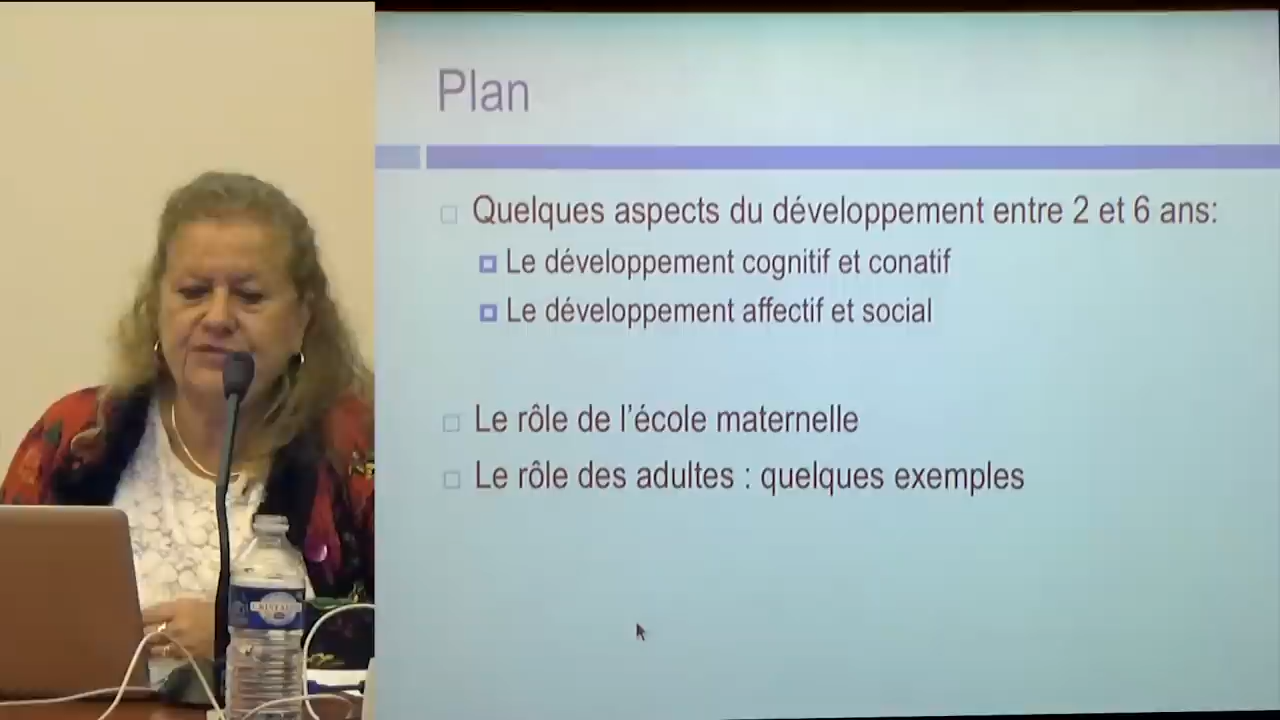 Plan
Quelques aspects du développement entre 2 et 6 ans:
Le développement cognitif et conatif
Le développement affectif et social
Le rôle de l'école maternelle
Le rôle des adultes : quelques exemples